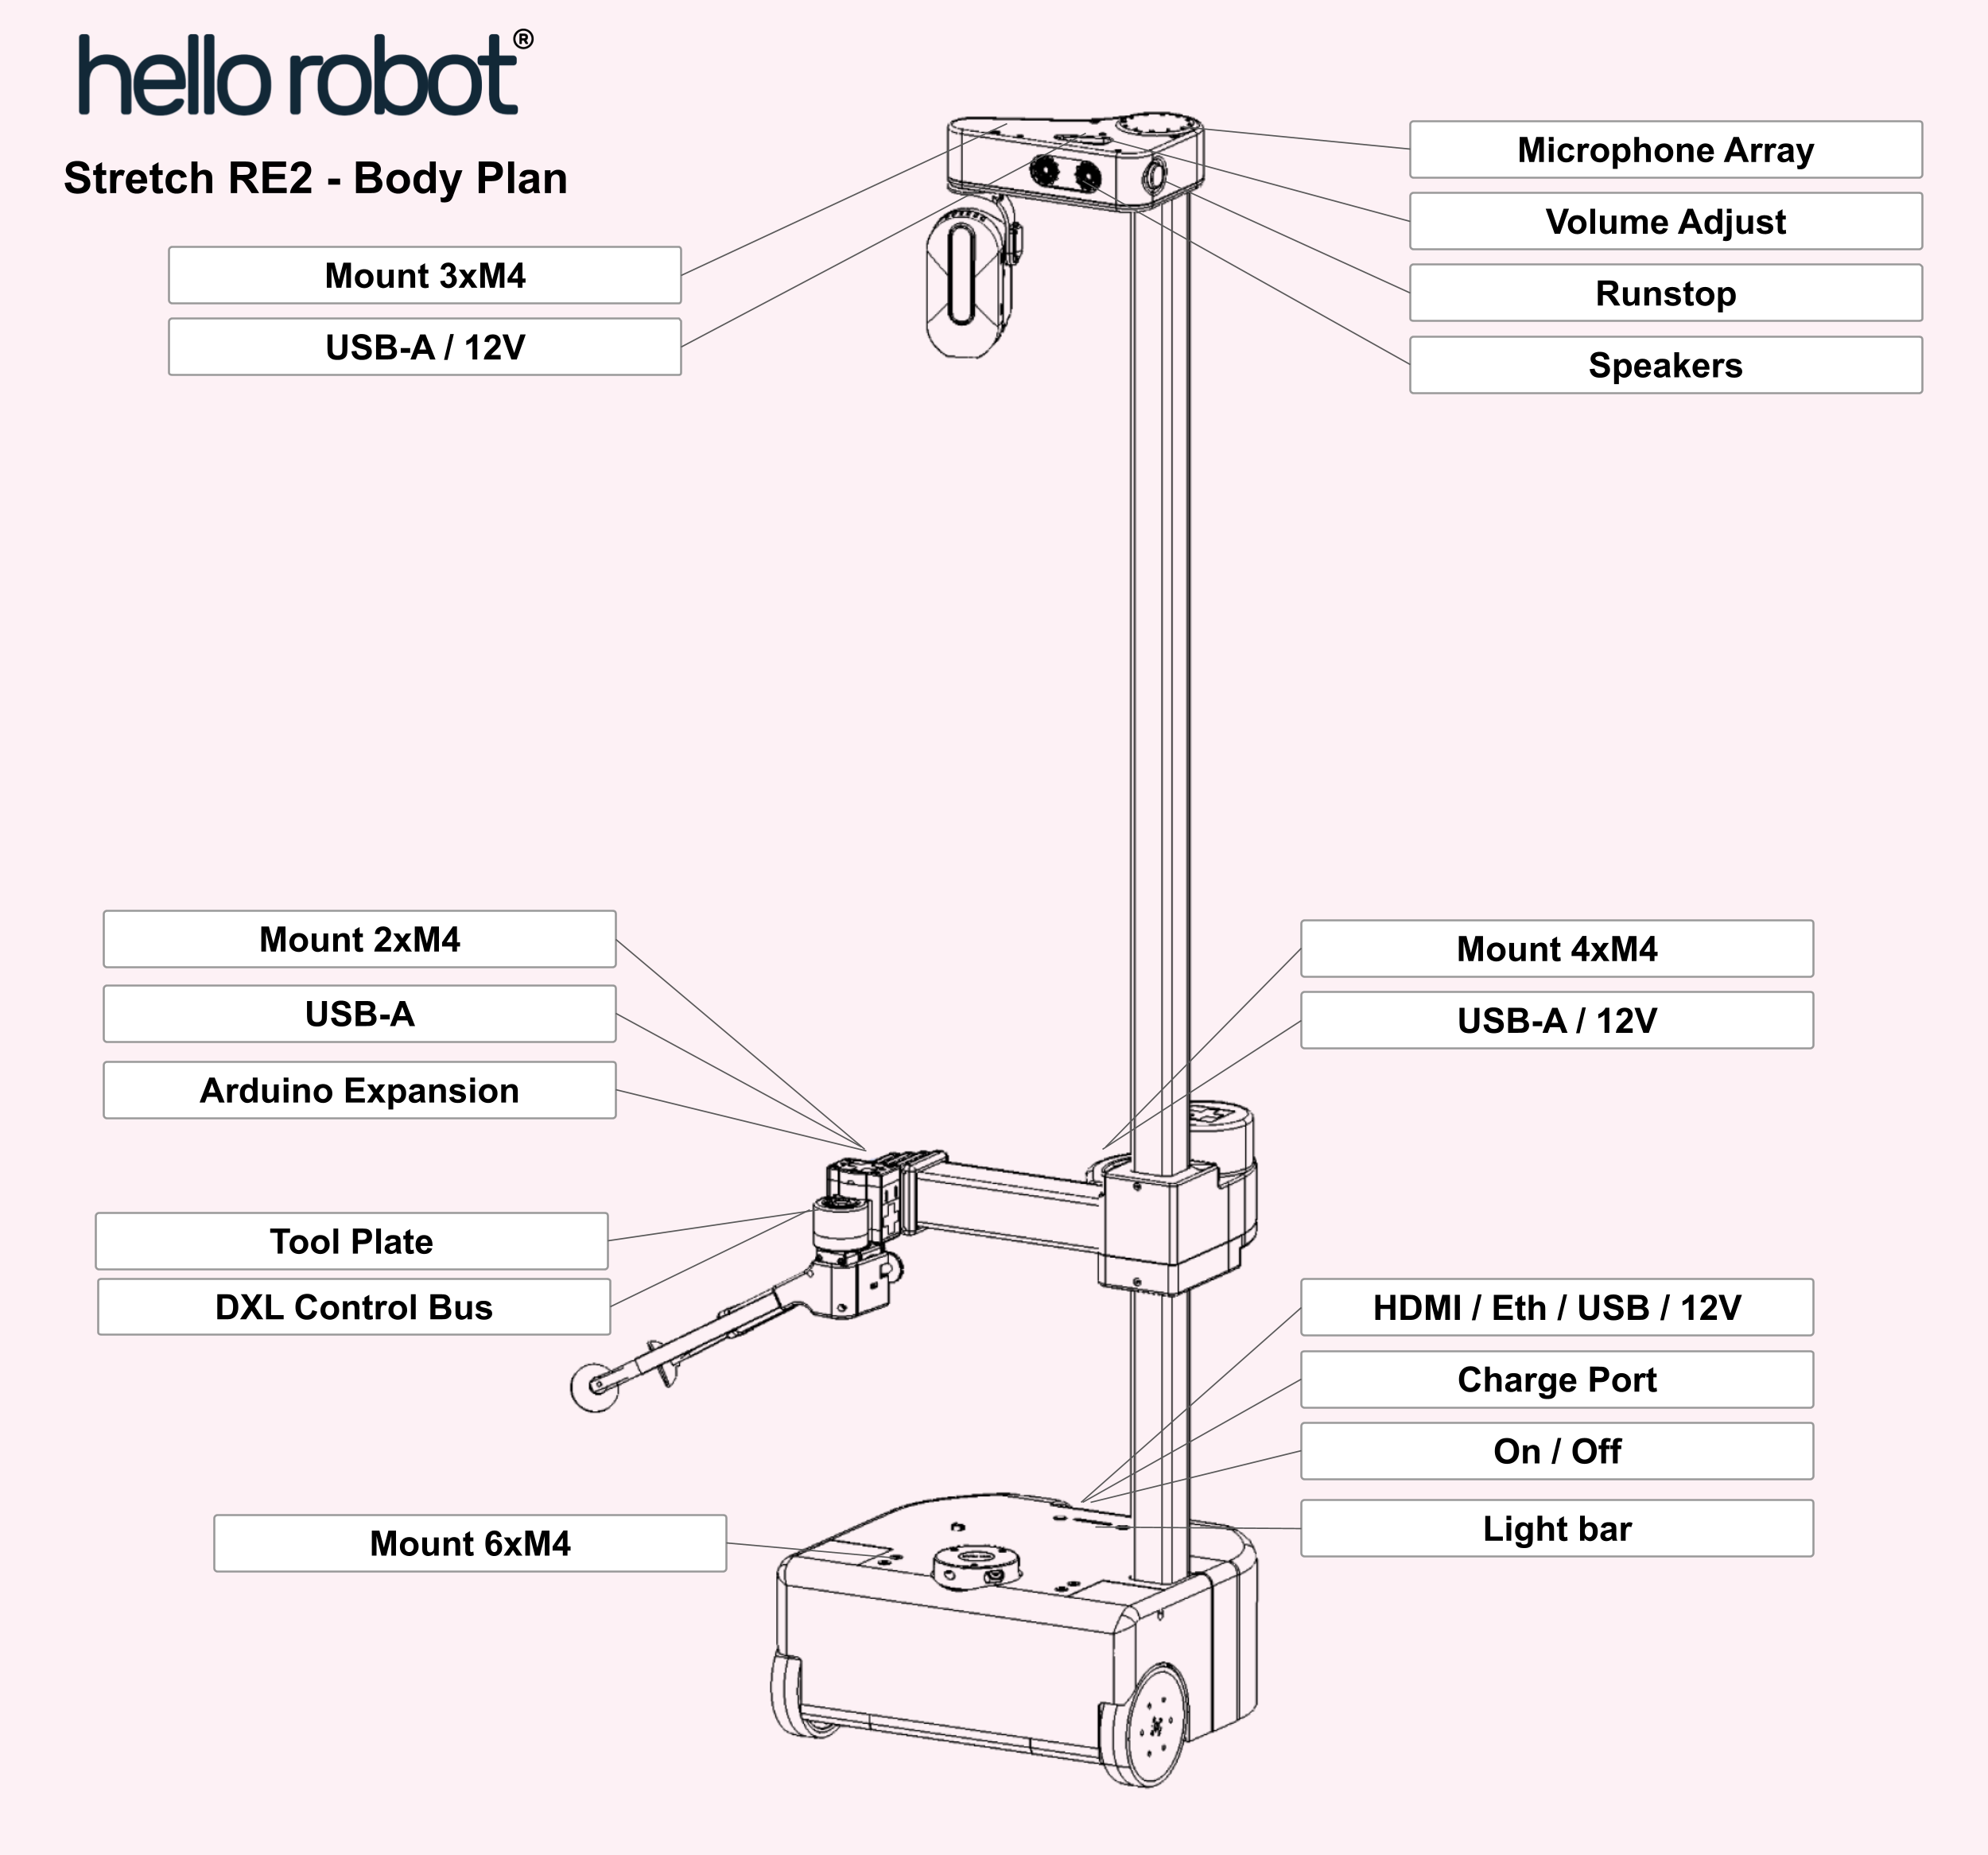 hello robot®
Stretch RE2 - Body Plan
Mount 3xM4
USB-A / 12V
Microphone Array
Volume Adjust
Runstop
Speakers
Mount 2xM4
USB-A
Arduino Expansion
Mount 4xM4
USB-A / 12V
Tool Plate
DXL Control Bus
HDMI / Eth / USB / 12V
Charge Port
On / Off
Light bar
Mount 6xM4